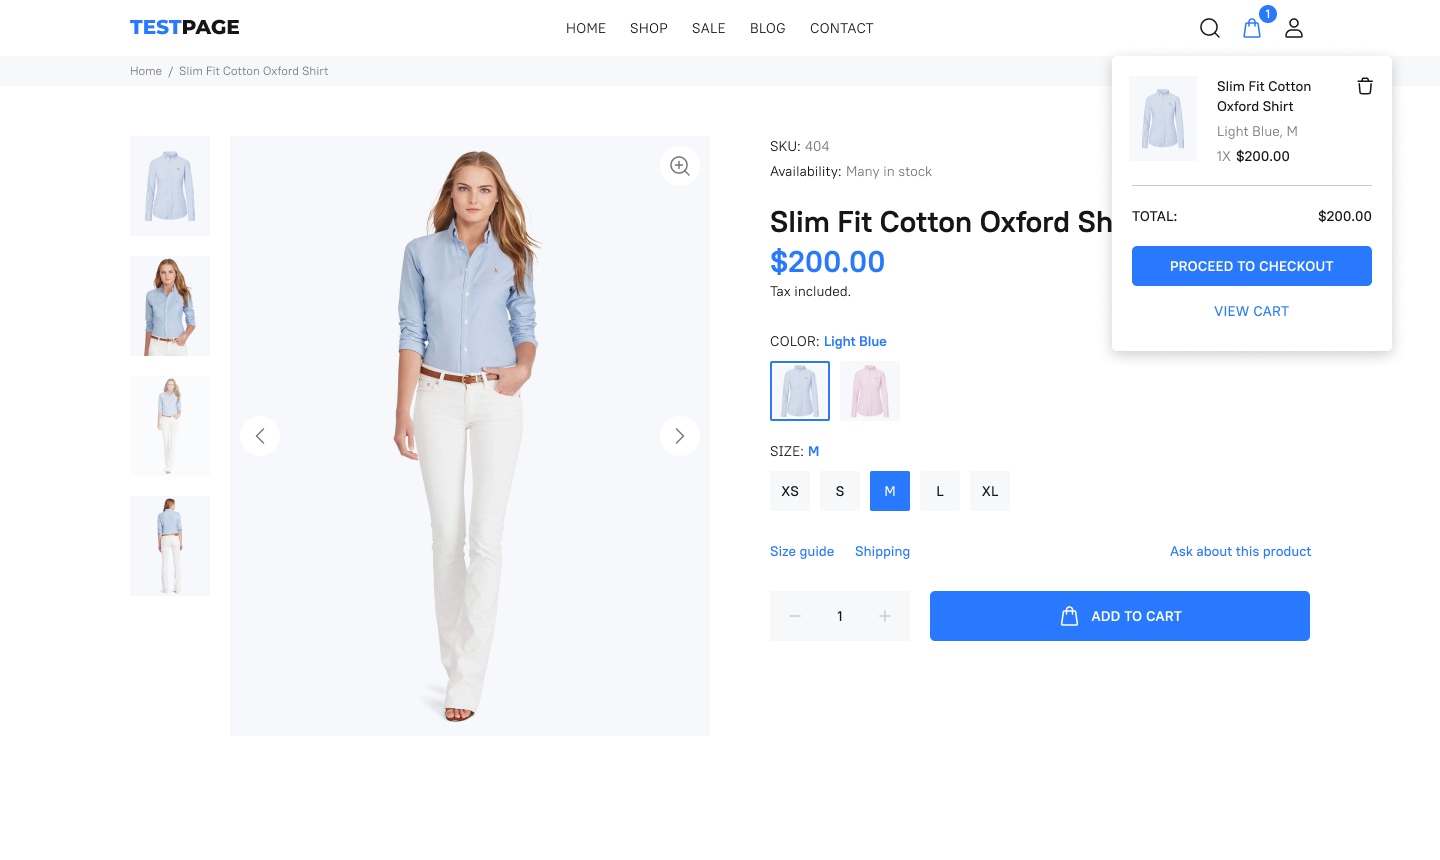 TESTPAGE
HOME SHOP SALE BLOG CONTACT
1
Home / Slim Fit Cotton Oxford Shirt
SKU: 404
Availability: Many in stock
Slim Fit Cotton Oxford Sh
$200.00
Tax included.
COLOR: Light Blue
SIZE: M
XS S M L XL
Size guide Shipping Ask about this product
1
ADD TO CART
Slim Fit Cotton
Oxford Shirt
Light Blue, M
1X $200.00
TOTAL: $200.00
PROCEED TO CHECKOUT
VIEW CART